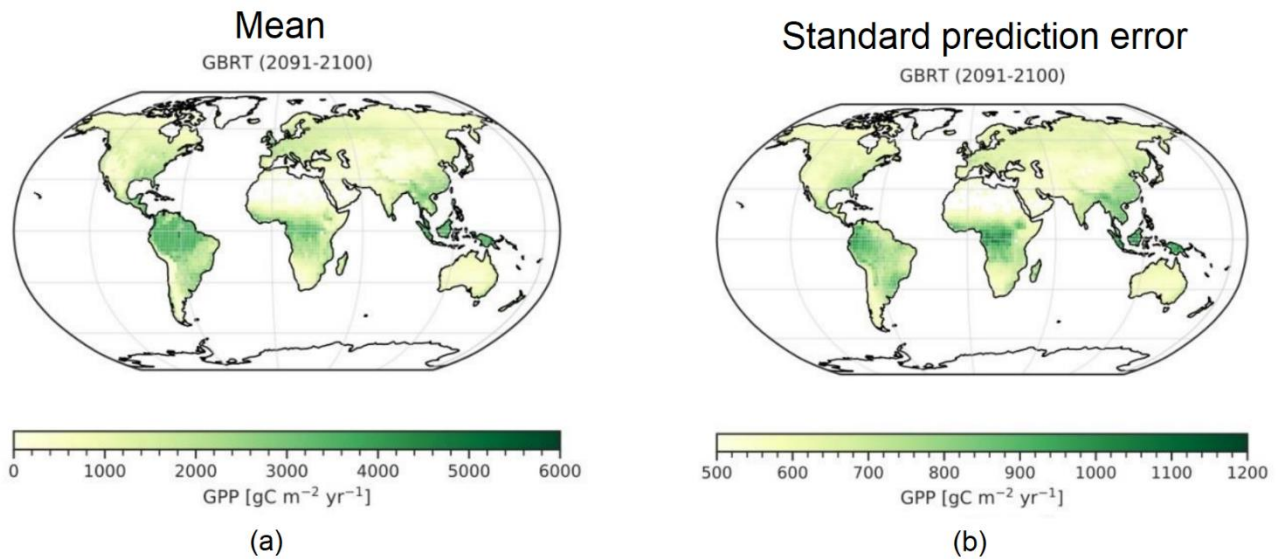 Mean
GBRT (2091-2100)
0 1000 2000 3000 4000 5000 6000
GPP [gC m⁻² yr⁻¹]
(a)
Standard prediction error
GBRT (2091-2100)
500 600 700 800 900 1000 1100 1200
GPP [gC m⁻² yr⁻¹]
(b)